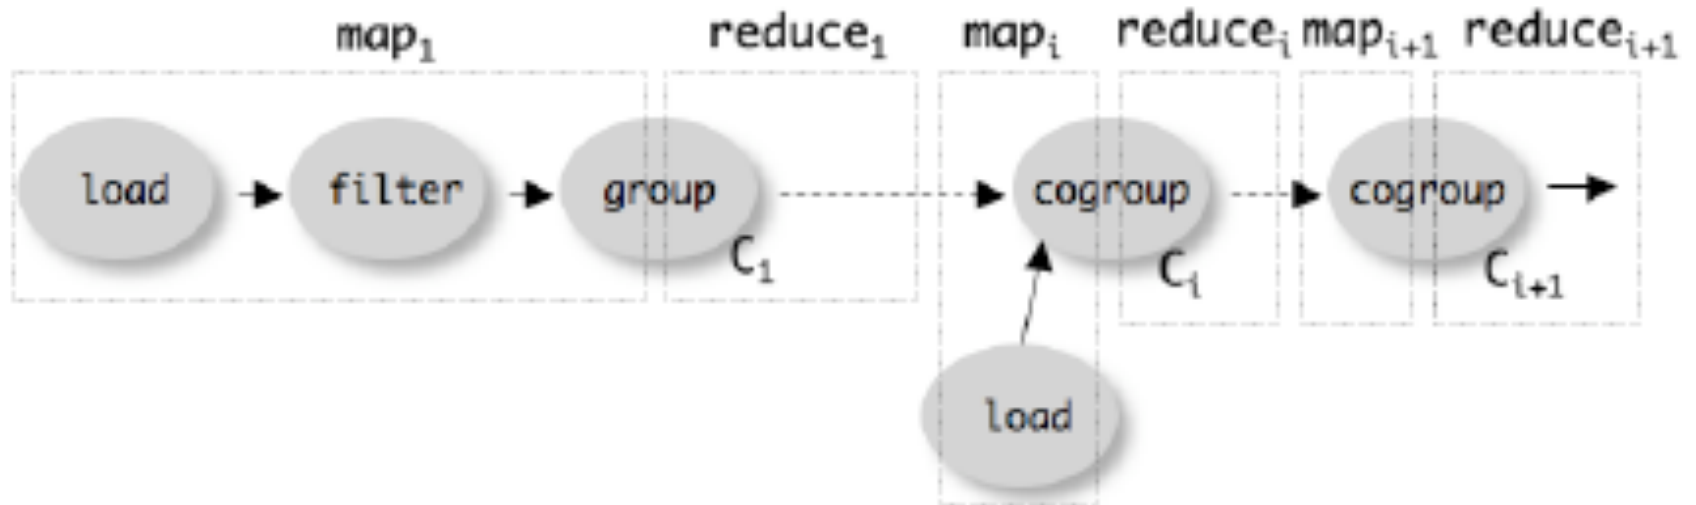 map₁ reduce₁ mapᵢ reduceᵢ mapᵢ₊₁ reduceᵢ₊₁
load filter group cogroup cogroup
C₁ Cᵢ Cᵢ₊₁
load